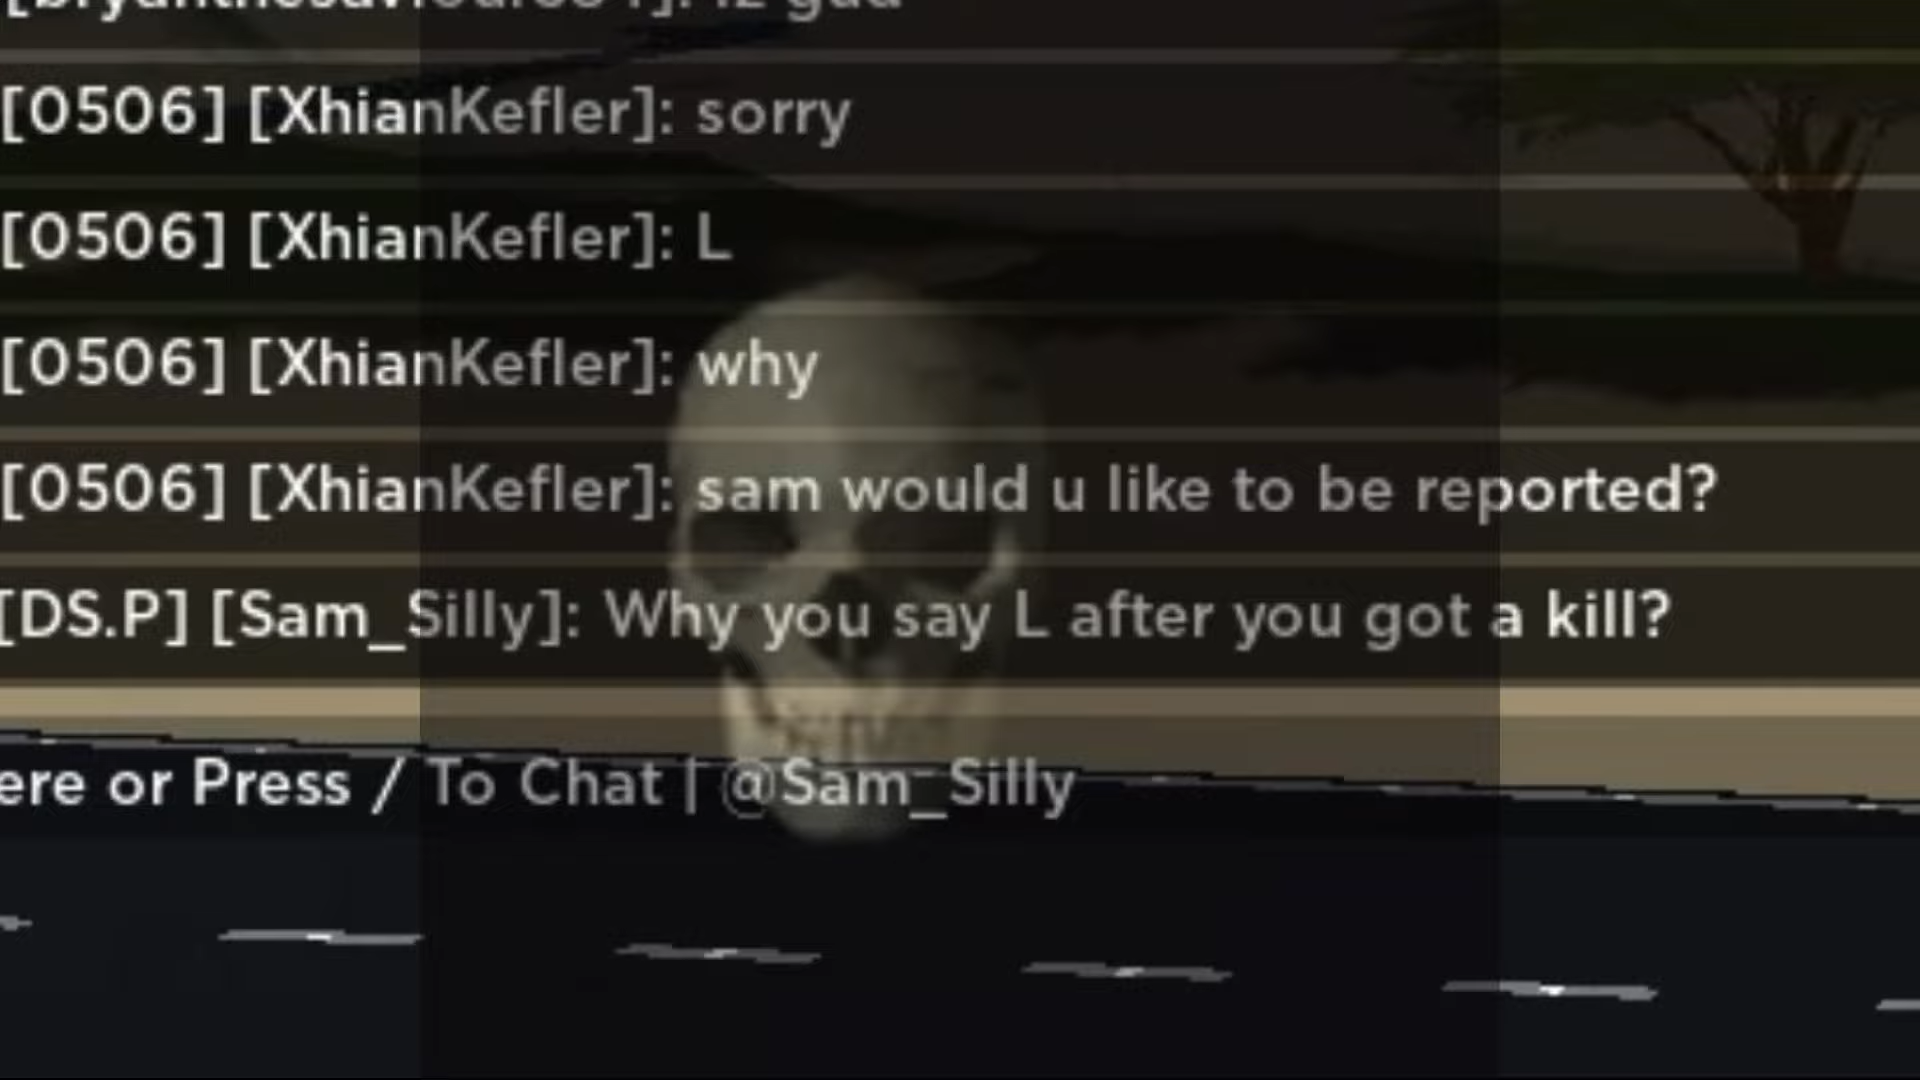 [0506] [XhianKefler]: sorry
[0506] [XhianKefler]: L
[0506] [XhianKefler]: why
[0506] [XhianKefler]: sam would u like to be reported?
[DS.P] [Sam_Silly]: Why you say L after you got a kill?
ere or Press / To Chat | @Sam_Silly